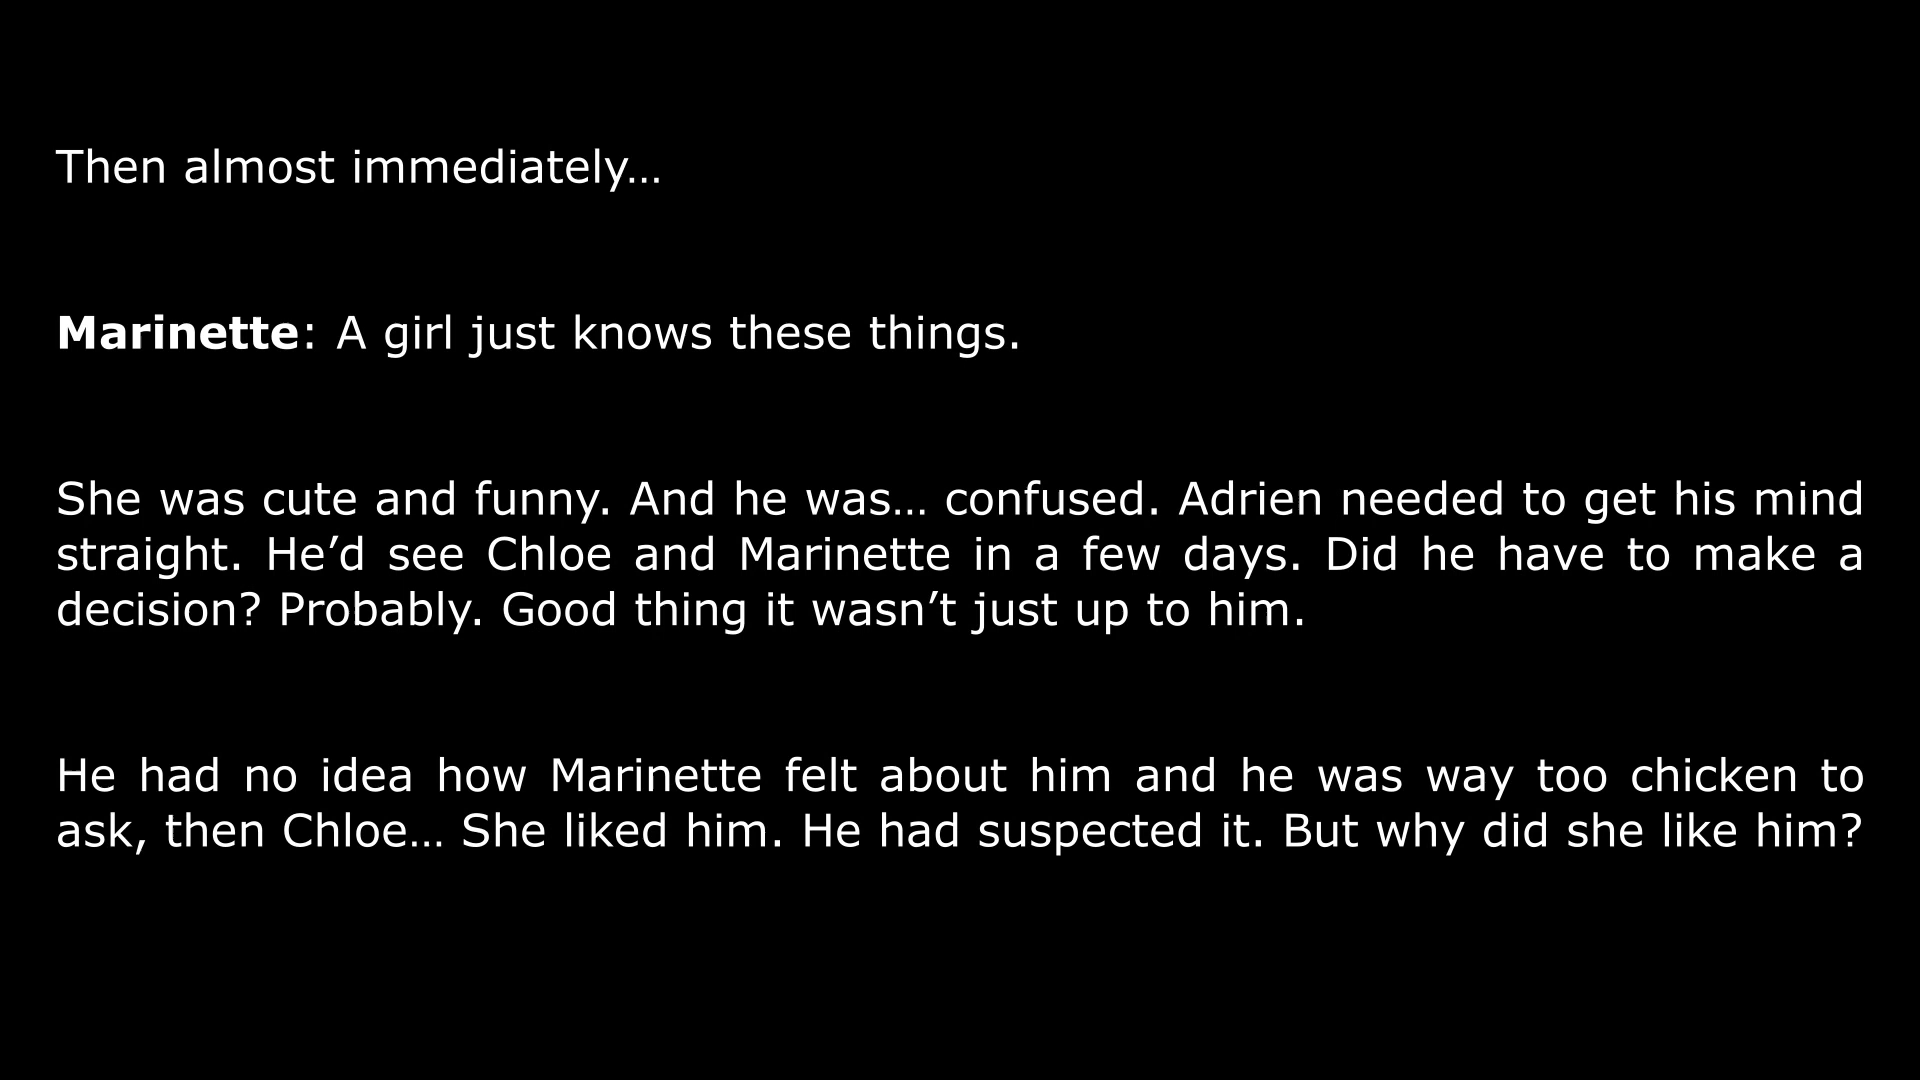 Then almost immediately…
Marinette: A girl just knows these things.
She was cute and funny. And he was… confused. Adrien needed to get his mind
straight. He’d see Chloe and Marinette in a few days. Did he have to make a
decision? Probably. Good thing it wasn’t just up to him.
He had no idea how Marinette felt about him and he was way too chicken to
ask, then Chloe… She liked him. He had suspected it. But why did she like him?